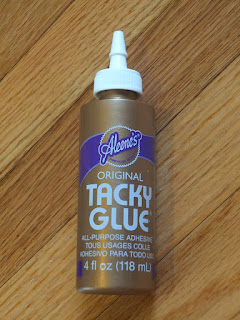 Aleene's
ORIGINAL
TACKY
GLUE
ALL-PURPOSE ADHESIVE
TOUS USAGES COLLE
ADHESIVO PARA TODO USO
4 fl oz (118 mL)